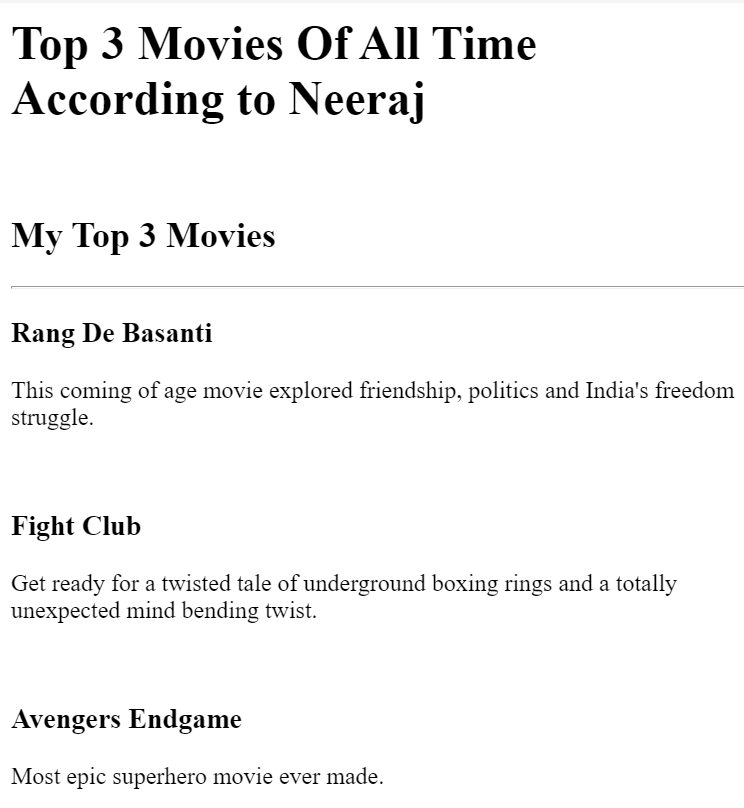 Top 3 Movies Of All Time
According to Neeraj
My Top 3 Movies
Rang De Basanti
This coming of age movie explored friendship, politics and India's freedom
struggle.
Fight Club
Get ready for a twisted tale of underground boxing rings and a totally
unexpected mind bending twist.
Avengers Endgame
Most epic superhero movie ever made.